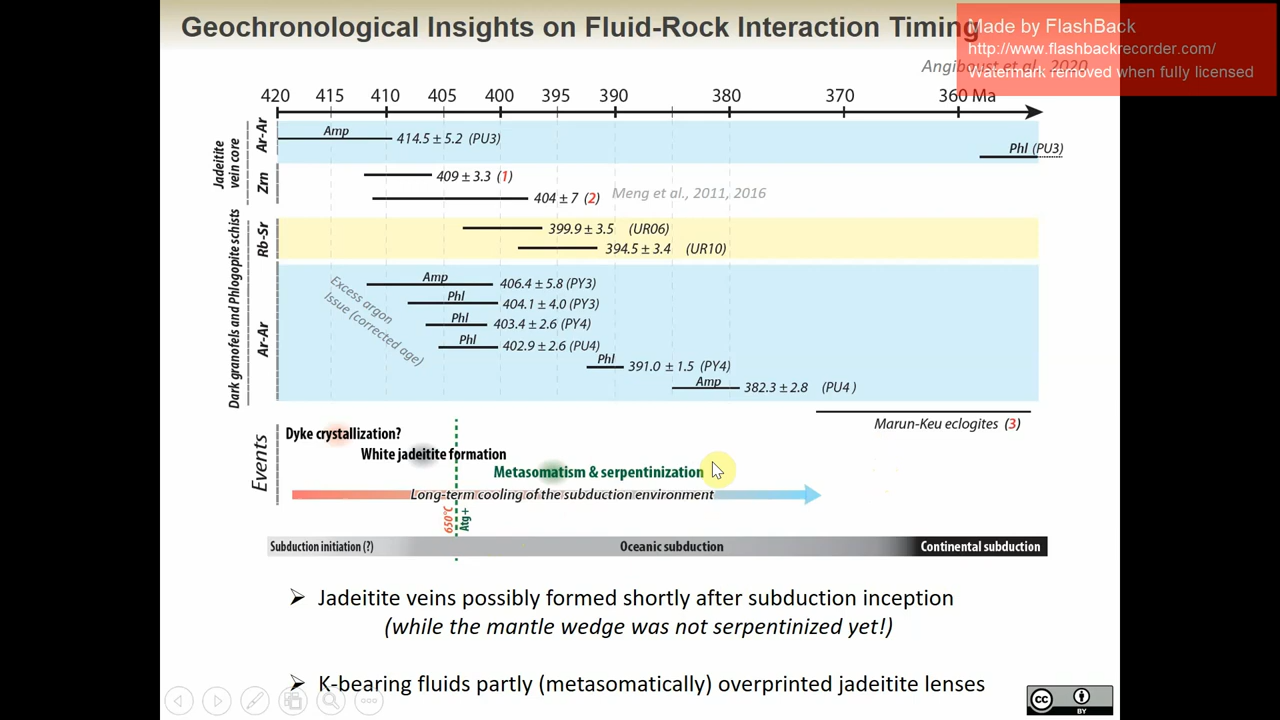 Geochronological Insights on Fluid-Rock Interaction Timing
Made by FlashBack
http://www.flashbackrecorder.com/
Watermark removed when fully licensed
Angiboust et al., 2020
420 415 410 405 400 395 390 380 370 360 Ma
Jadeitite vein core
Ar-Ar
Amp 414.5 ± 5.2 (PU3)
Phl (PU3)
Zrn
409 ± 3.3 (1)
404 ± 7 (2) Meng et al., 2011, 2016
Dark granofels and Phlogopite schists
Rb-Sr
399.9 ± 3.5 (UR06)
394.5 ± 3.4 (UR10)
Ar-Ar
Excess argon
Issue (corrected age)
Amp 406.4 ± 5.8 (PY3)
Phl 404.1 ± 4.0 (PY3)
Phl 403.4 ± 2.6 (PY4)
Phl 402.9 ± 2.6 (PU4)
Phl 391.0 ± 1.5 (PY4)
Amp 382.3 ± 2.8 (PU4)
Marun-Keu eclogites (3)
Events
Dyke crystallization?
White jadeitite formation
Metasomatism & serpentinization
Long-term cooling of the subduction environment
650°C
Atg+
Subduction initiation (?) Oceanic subduction Continental subduction
➢ Jadeitite veins possibly formed shortly after subduction inception
(while the mantle wedge was not serpentinized yet!)
➢ K-bearing fluids partly (metasomatically) overprinted jadeitite lenses
CC BY